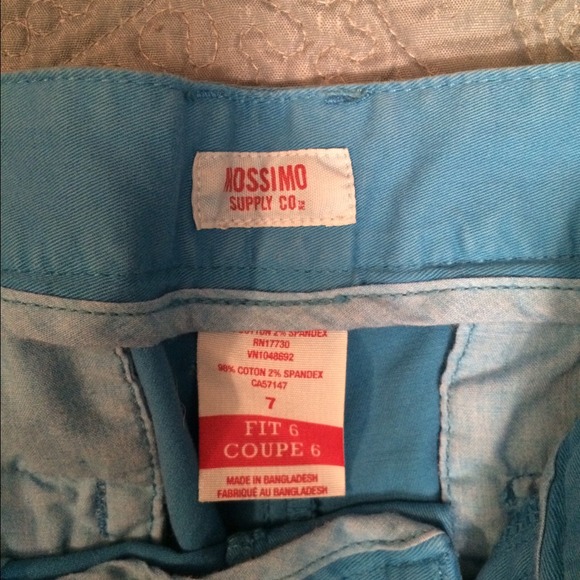 MOSSIMO
SUPPLY CO
COTTON 2% SPANDEX
RN17730
VN1048892
98% COTON 2% SPANDEX
CA57147
7
FIT 6
COUPE 6
MADE IN BANGLADESH
FABRIQUÉ AU BANGLADESH